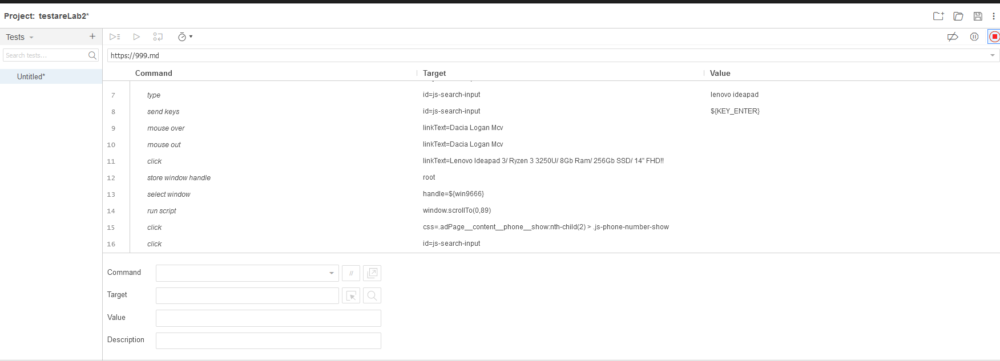 Project: testareLab2*
Tests
Search tests...
https://999.md
Untitled*
Command Target Value
7 type id=js-search-input lenovo ideapad
8 send keys id=js-search-input ${KEY_ENTER}
9 mouse over linkText=Dacia Logan Mcv
10 mouse out linkText=Dacia Logan Mcv
11 click linkText=Lenovo Ideapad 3/ Ryzen 3 3250U/ 8Gb Ram/ 256Gb SSD/ 14" FHD!!
12 store window handle root
13 select window handle=${win9666}
14 run script window.scrollTo(0,89)
15 click css=.adPage__content__phone__show:nth-child(2) > .js-phone-number-show
16 click id=js-search-input
Command //
Target
Value
Description